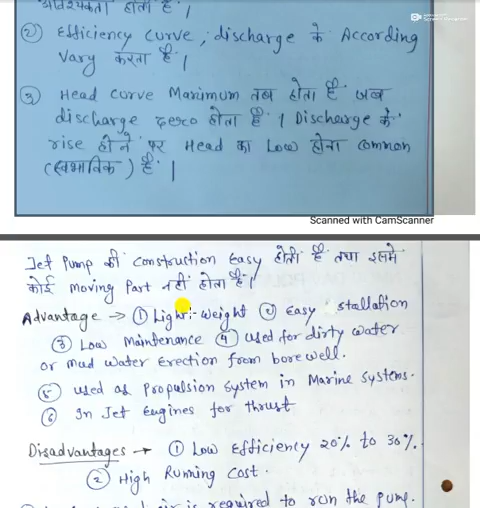 आवश्यकता होती है।
② Efficiency curve, discharge के According
Vary करता है।
③ Head curve Maximum तब होता है जब
discharge zero होता है। Discharge के
rise होने पर Head का Low होना common
(स्वभाविक) है।
Scanned with CamScanner
Jet Pump की construction Easy होती है तथा इसमे
कोई moving Part नहीं होता है।
Advantage → ① Light-weight ② Easy stallation
③ Low Maintenance ④ used for dirty water
or mud water Erection from borewell.
⑤ used as Propulsion System in Marine Systems.
⑥ In Jet Engines for thrust
Disadvantages → ① Low Efficiency 20% to 30%.
② High Running Cost.
is required to run the pump.